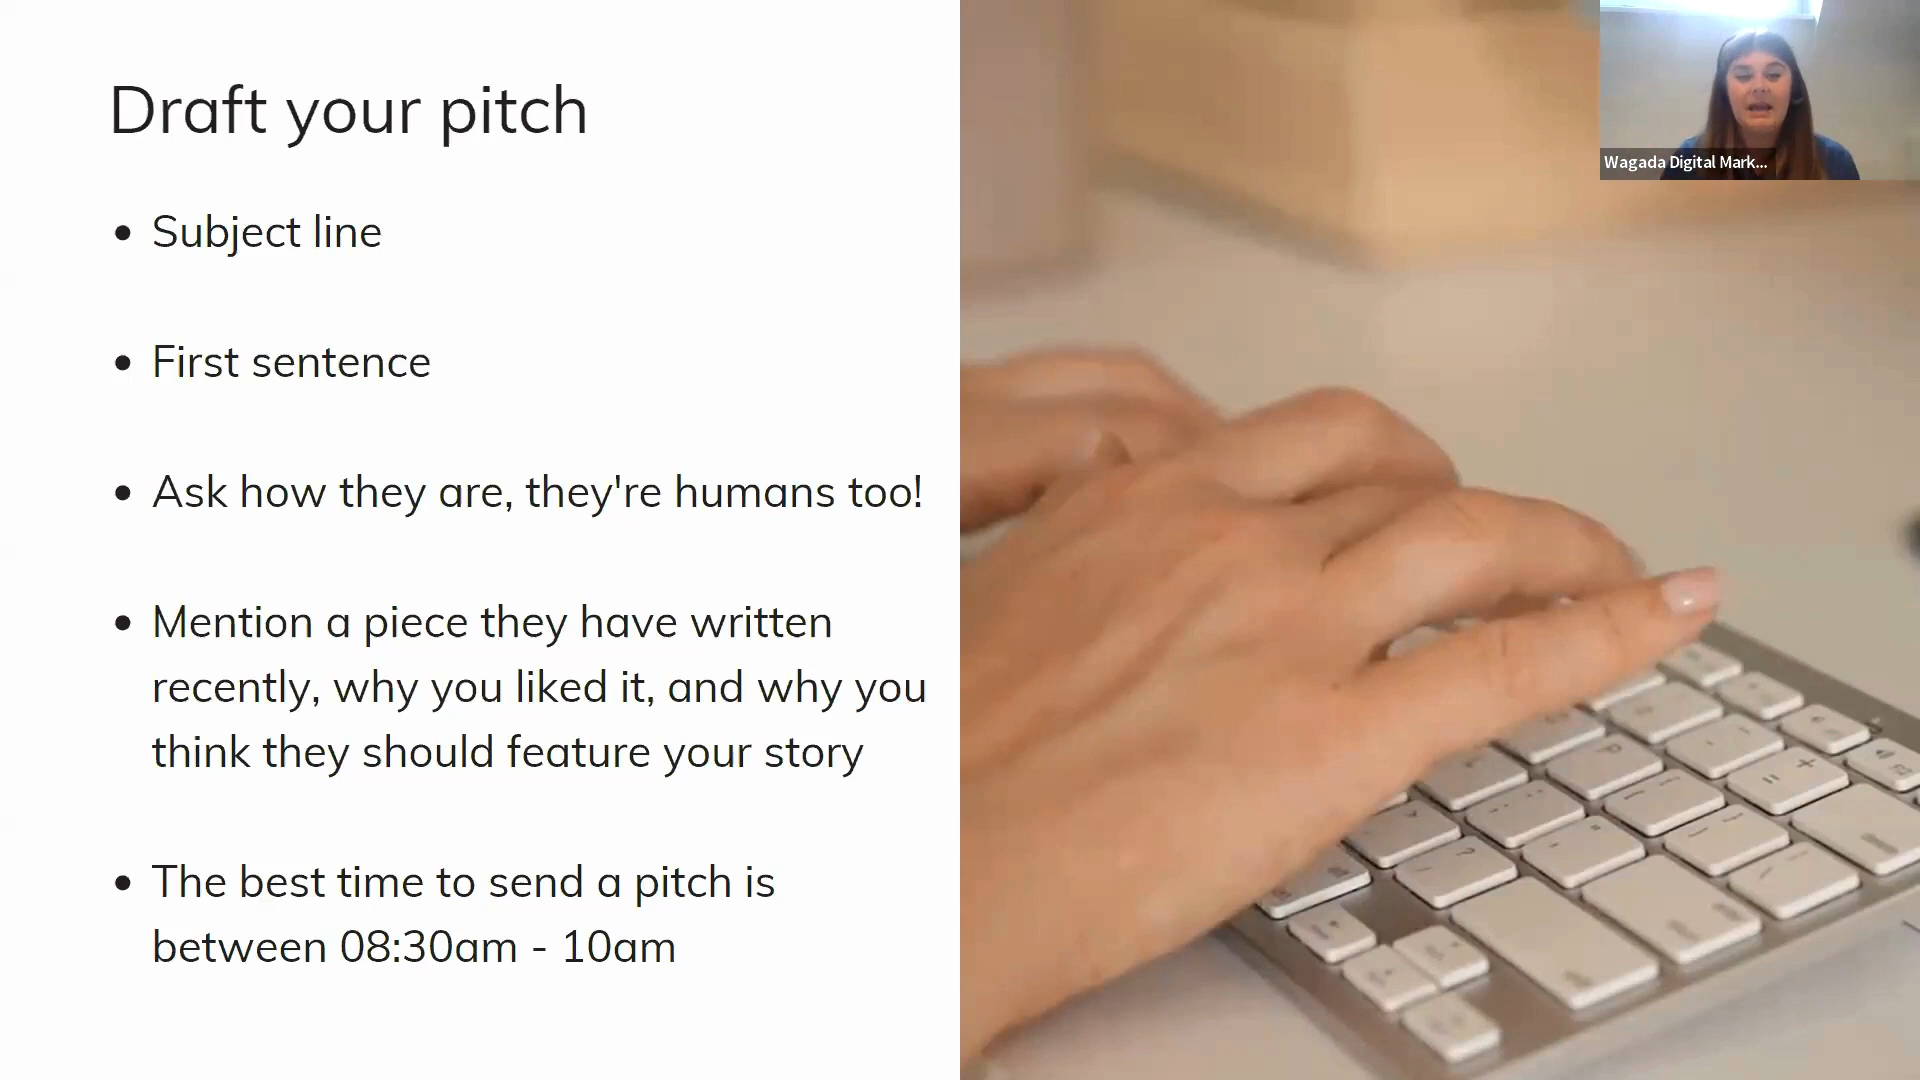 Draft your pitch
• Subject line
• First sentence
• Ask how they are, they're humans too!
• Mention a piece they have written
recently, why you liked it, and why you
think they should feature your story
• The best time to send a pitch is
between 08:30am - 10am
Wagada Digital Mark...